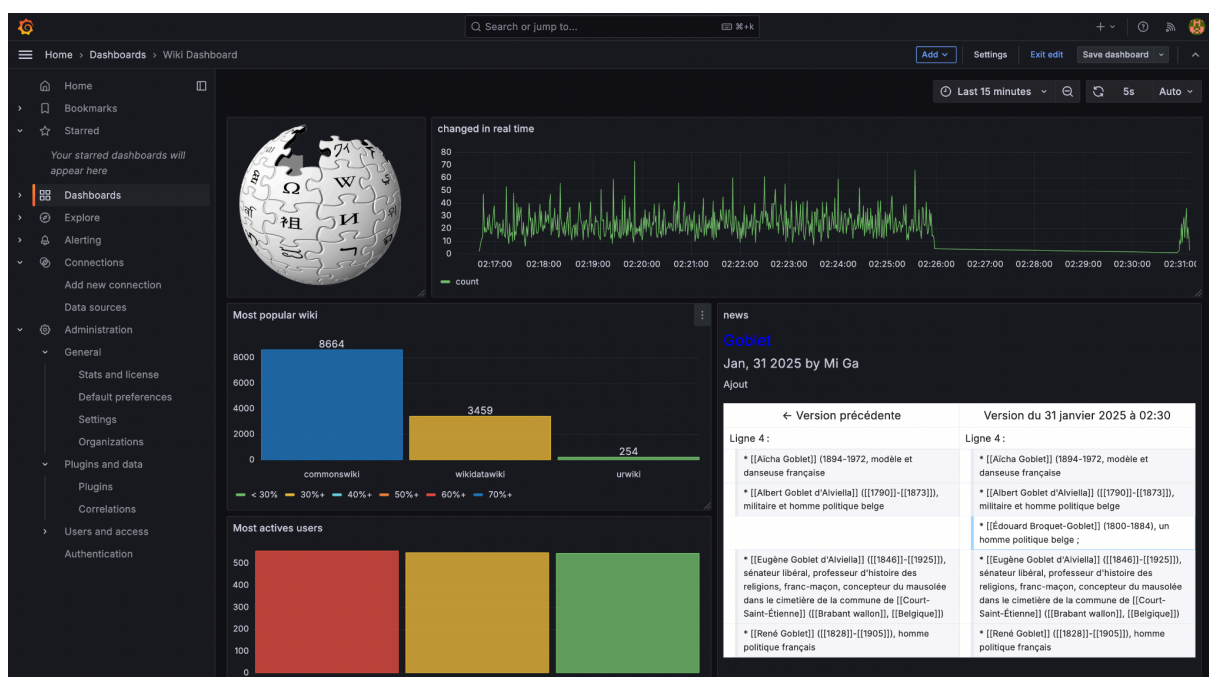 Search or jump to...
⌘+k
Home › Dashboards › Wiki Dashboard
Add
Settings
Exit edit
Save dashboard
Home
Bookmarks
Starred
Your starred dashboards will
appear here
Dashboards
Explore
Alerting
Connections
Add new connection
Data sources
Administration
General
Stats and license
Default preferences
Settings
Organizations
Plugins and data
Plugins
Correlations
Users and access
Authentication
Last 15 minutes
5s
Auto
Ω
W
祖
И
changed in real time
80
70
60
50
40
30
20
10
0
02:17:00 02:18:00 02:19:00 02:20:00 02:21:00 02:22:00 02:23:00 02:24:00 02:25:00 02:26:00 02:27:00 02:28:00 02:29:00 02:30:00 02:31:00
count
Most popular wiki
8664
3459
254
8000
6000
4000
2000
0
commonswiki wikidatawiki urwiki
< 30% 30%+ 40%+ 50%+ 60%+ 70%+
Most actives users
500
400
300
200
100
0
news
Goblet
Jan, 31 2025 by Mi Ga
Ajout
← Version précédente
Ligne 4 :
* [[Aïcha Goblet]] (1894-1972, modèle et
danseuse française
* [[Albert Goblet d'Alviella]] ([[1790]]-[[1873]]),
militaire et homme politique belge
* [[Eugène Goblet d'Alviella]] ([[1846]]-[[1925]]),
sénateur libéral, professeur d'histoire des
religions, franc-maçon, concepteur du mausolée
dans le cimetière de la commune de [[Court-
Saint-Étienne]] ([[Brabant wallon]], [[Belgique]])
* [[René Goblet]] ([[1828]]-[[1905]]), homme
politique français
Version du 31 janvier 2025 à 02:30
Ligne 4 :
* [[Aïcha Goblet]] (1894-1972, modèle et
danseuse française
* [[Albert Goblet d'Alviella]] ([[1790]]-[[1873]]),
militaire et homme politique belge
* [[Édouard Broquet-Goblet]] (1800-1884), un
homme politique belge ;
* [[Eugène Goblet d'Alviella]] ([[1846]]-[[1925]]),
sénateur libéral, professeur d'histoire des
religions, franc-maçon, concepteur du mausolée
dans le cimetière de la commune de [[Court-
Saint-Étienne]] ([[Brabant wallon]], [[Belgique]])
* [[René Goblet]] ([[1828]]-[[1905]]), homme
politique français